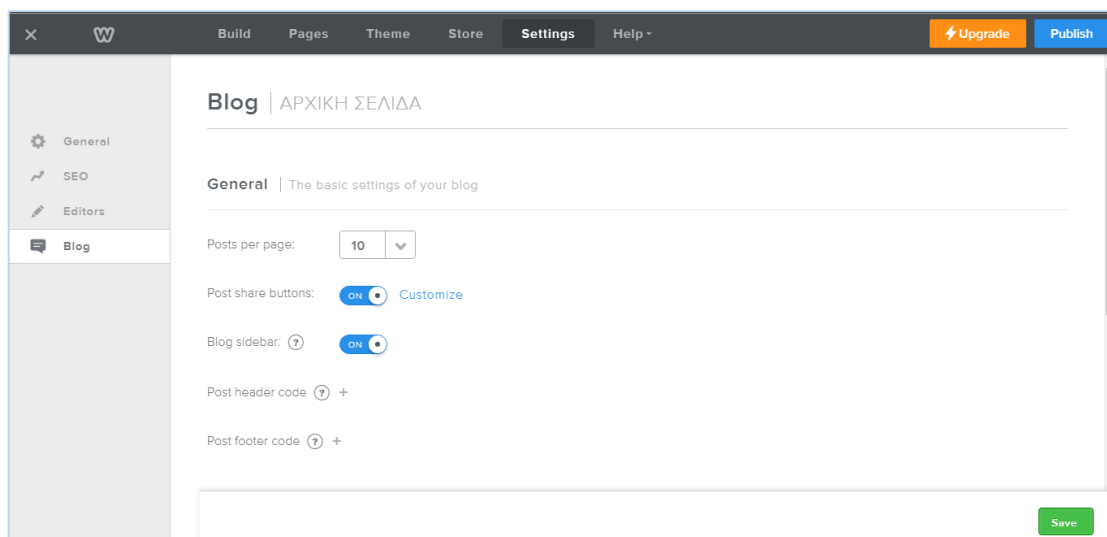 Build Pages Theme Store Settings Help Upgrade Publish
Blog ΑΡΧΙΚΗ ΣΕΛΙΔΑ
General
SEO
Editors
Blog
General The basic settings of your blog
Posts per page: 10
Post share buttons: ON Customize
Blog sidebar: ? ON
Post header code ? +
Post footer code ? +
Save